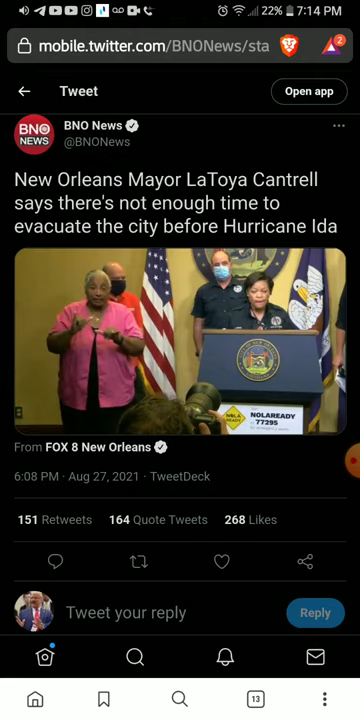 22% 7:14 PM
mobile.twitter.com/BNONews/sta
2
Tweet
Open app
BNO
NEWS
BNO News
@BNONews
New Orleans Mayor LaToya Cantrell
says there's not enough time to
evacuate the city before Hurricane Ida
NOLA
READY
NOLAREADY
77295
From FOX 8 New Orleans
6:08 PM · Aug 27, 2021 · TweetDeck
151 Retweets 164 Quote Tweets 268 Likes
Tweet your reply
Reply
13